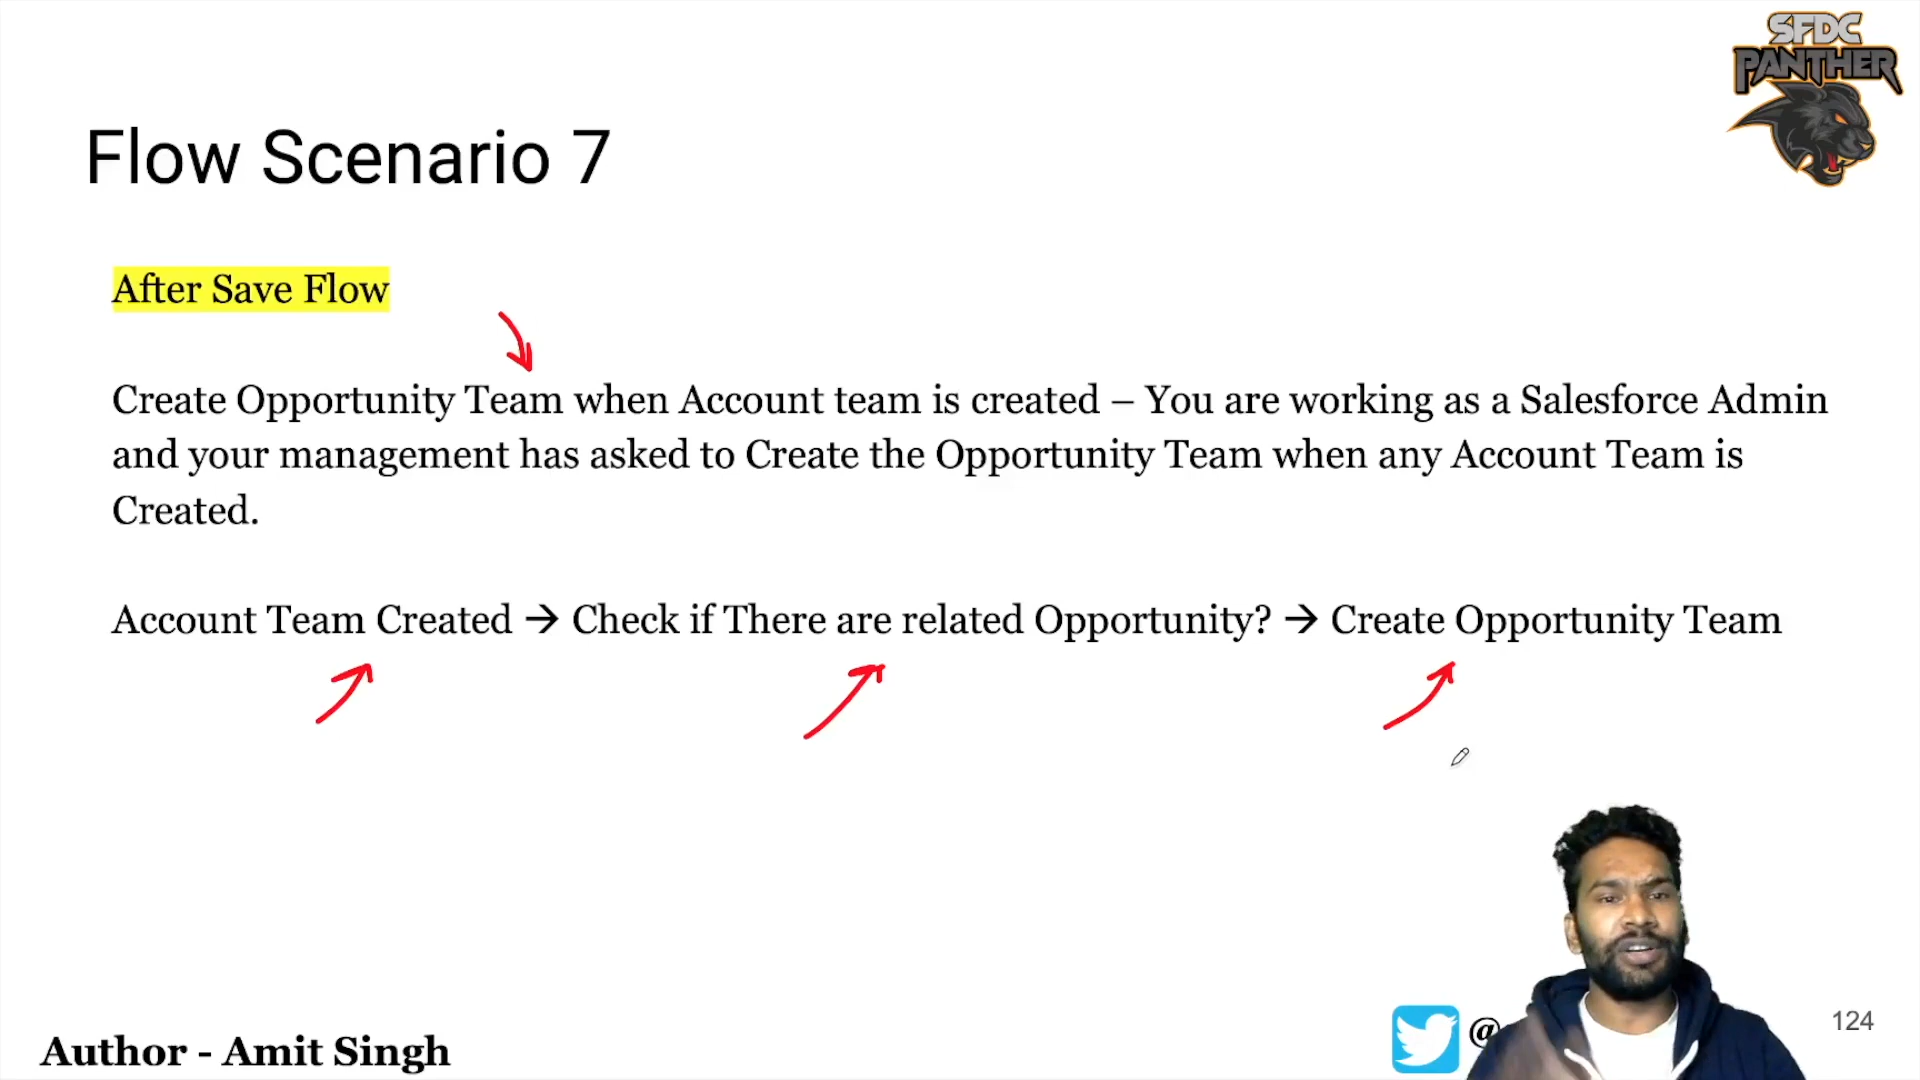 SFDC
PANTHER
Flow Scenario 7
After Save Flow
Create Opportunity Team when Account team is created – You are working as a Salesforce Admin
and your management has asked to Create the Opportunity Team when any Account Team is
Created.
Account Team Created → Check if There are related Opportunity? → Create Opportunity Team
Author - Amit Singh
@
124